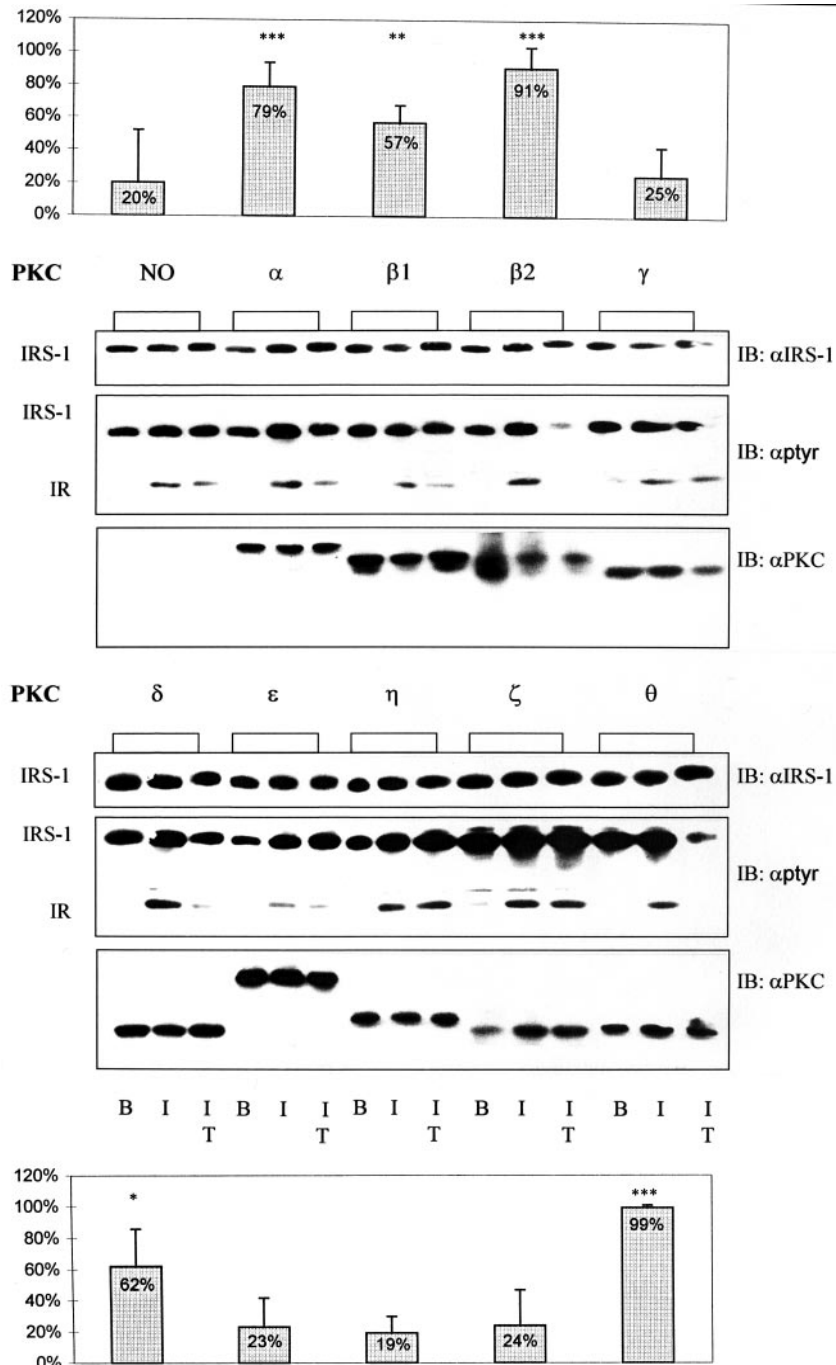 120%
*** ** ***
100%
80%
60%
40%
20%
0%
20% 79% 57% 91% 25%
PKC NO α β1 β2 γ
IRS-1 IB: αIRS-1
IRS-1
IB: αptyr
IR
IB: αPKC
PKC δ ε η ζ θ
IRS-1 IB: αIRS-1
IRS-1
IB: αptyr
IR
IB: αPKC
B I I B I I B I I B I I B I I
T T T T T
120%
* ***
100%
80%
60%
40%
20%
0%
62% 23% 19% 24% 99%